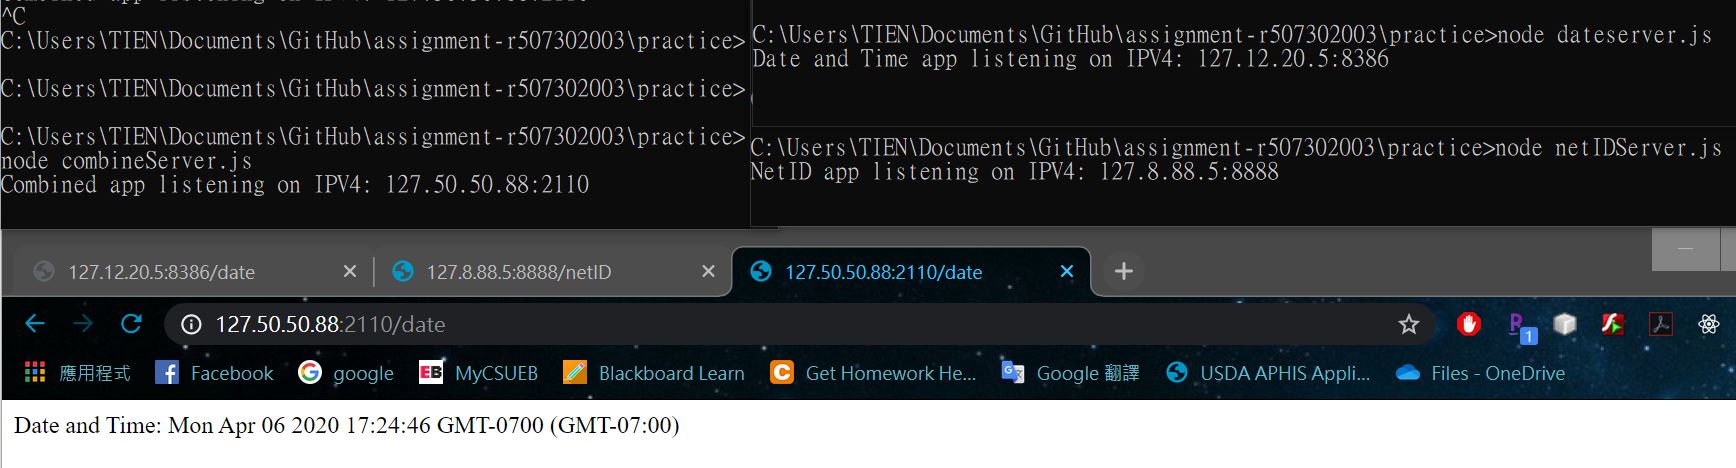 ^C
C:\Users\TIEN\Documents\GitHub\assignment-r507302003\practice>
C:\Users\TIEN\Documents\GitHub\assignment-r507302003\practice>
C:\Users\TIEN\Documents\GitHub\assignment-r507302003\practice>
node combineServer.js
Combined app listening on IPV4: 127.50.50.88:2110
C:\Users\TIEN\Documents\GitHub\assignment-r507302003\practice>node dateserver.js
Date and Time app listening on IPV4: 127.12.20.5:8386
C:\Users\TIEN\Documents\GitHub\assignment-r507302003\practice>node netIDServer.js
NetID app listening on IPV4: 127.8.88.5:8888
127.12.20.5:8386/date
127.8.88.5:8888/netID
127.50.50.88:2110/date
127.50.50.88:2110/date
R 1
應用程式 Facebook google EB MyCSUEB Blackboard Learn C Get Homework He... Google 翻譯 USDA APHIS Appli... Files - OneDrive
Date and Time: Mon Apr 06 2020 17:24:46 GMT-0700 (GMT-07:00)